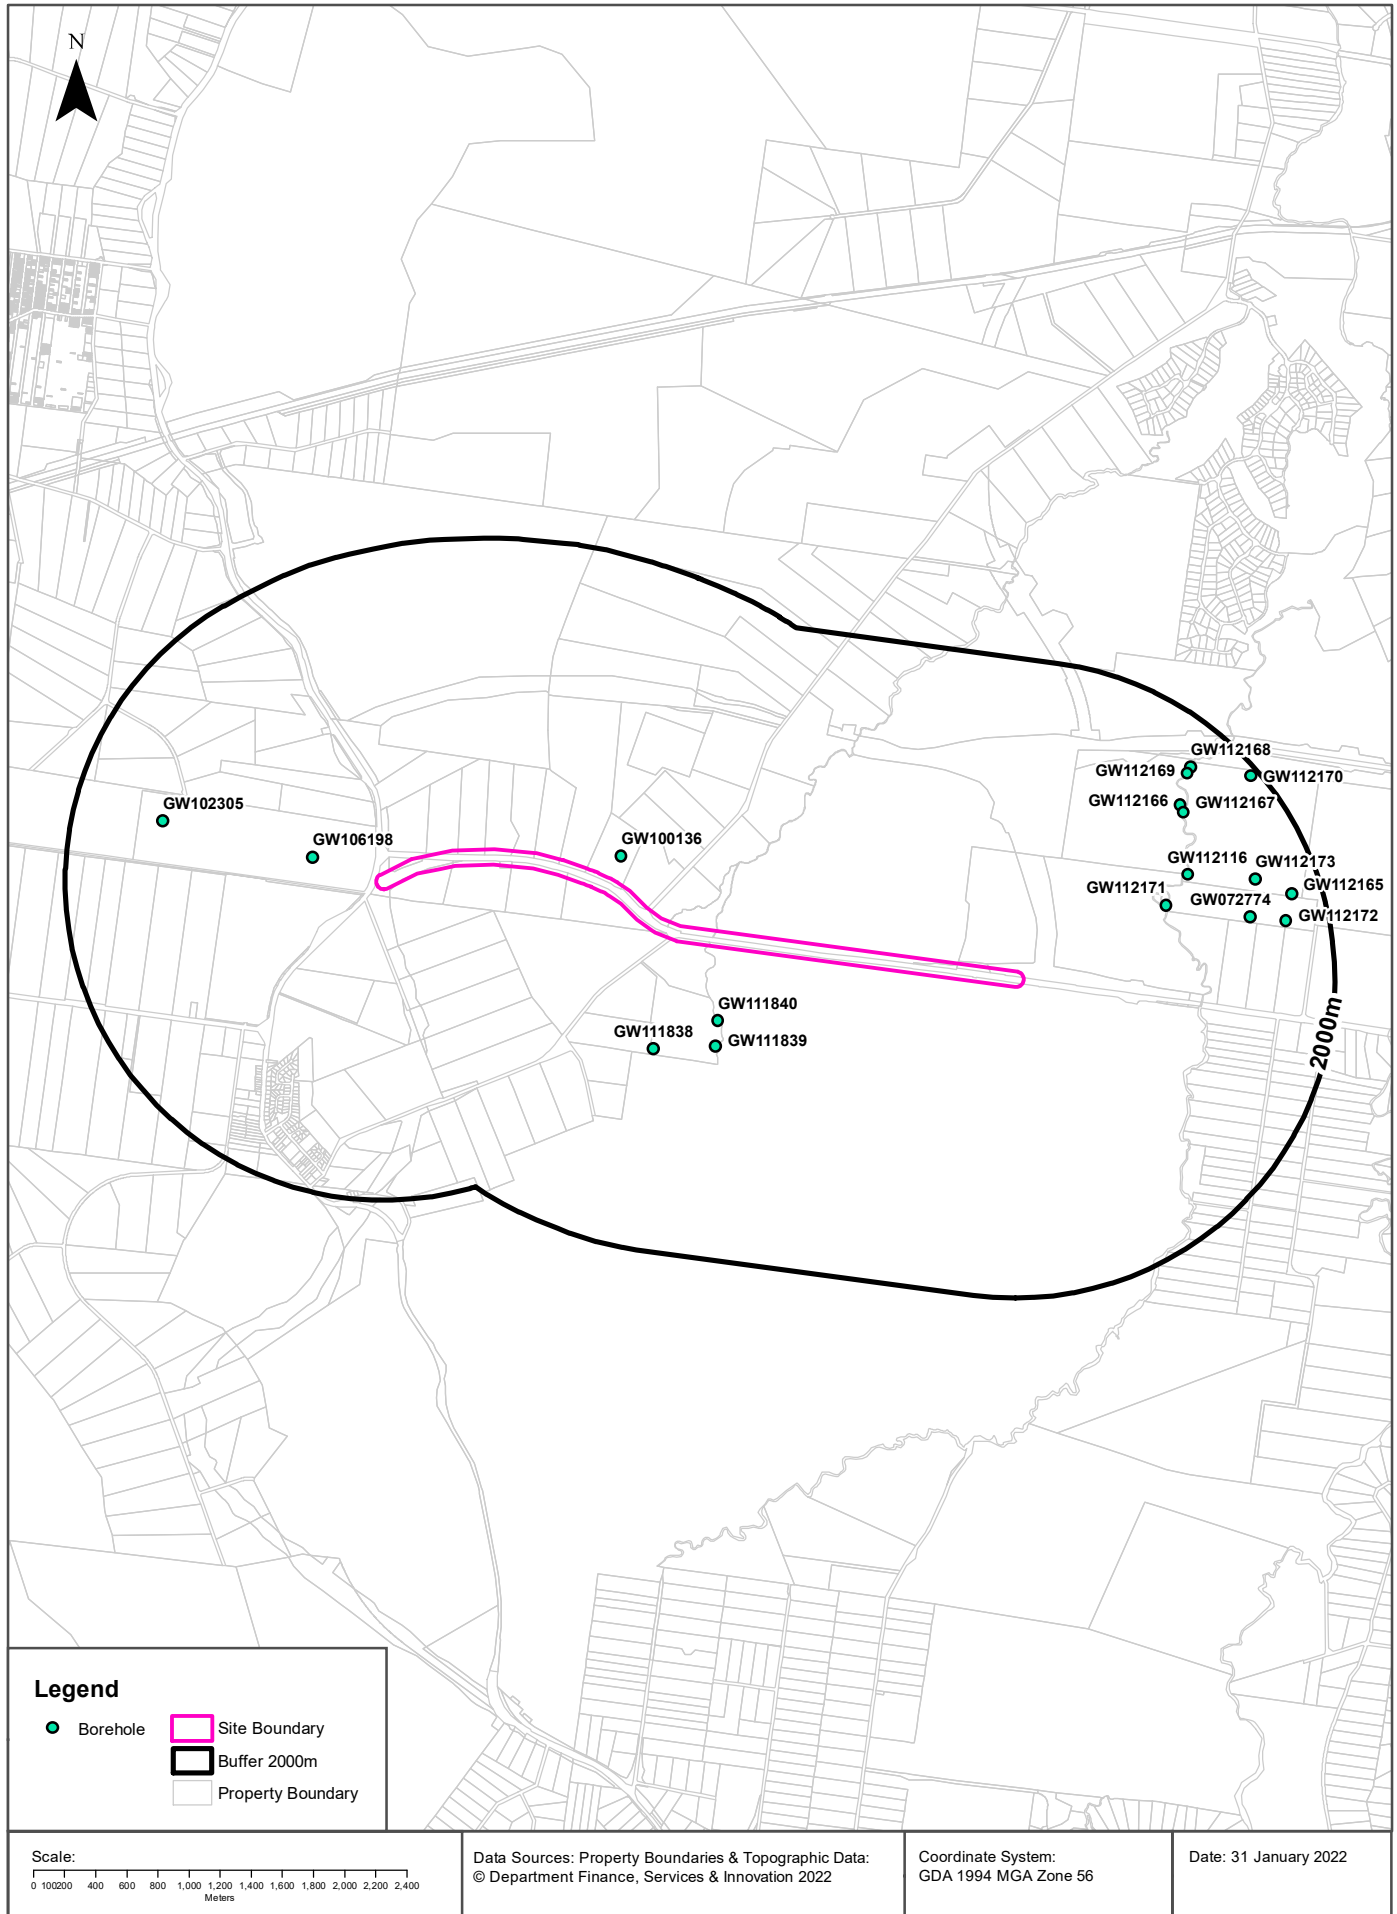 N
GW112168
GW112169
GW112170
GW112166
GW112167
GW102305
GW106198
GW100136
GW112116
GW112173
GW112171
GW072774
GW112165
GW112172
GW111840
GW111838
GW111839
2000m
Legend
Borehole
Site Boundary
Buffer 2000m
Property Boundary
Scale:
0 100200 400 600 800 1,000 1,200 1,400 1,600 1,800 2,000 2,200 2,400
Meters
Data Sources: Property Boundaries & Topographic Data:
© Department Finance, Services & Innovation 2022
Coordinate System:
GDA 1994 MGA Zone 56
Date: 31 January 2022